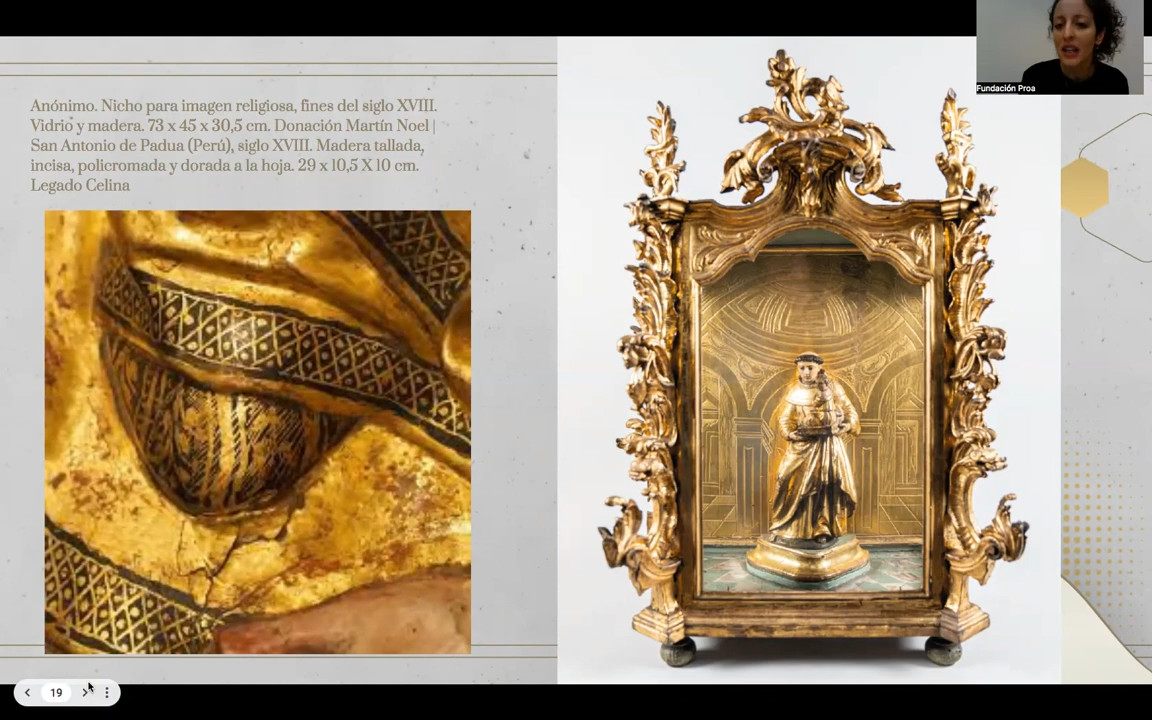 Fundación Proa
Anónimo. Nicho para imagen religiosa, fines del siglo XVIII.
Vidrio y madera. 73 x 45 x 30,5 cm. Donación Martín Noel |
San Antonio de Padua (Perú), siglo XVIII. Madera tallada,
incisa, policromada y dorada a la hoja. 29 x 10,5 X 10 cm.
Legado Celina
19